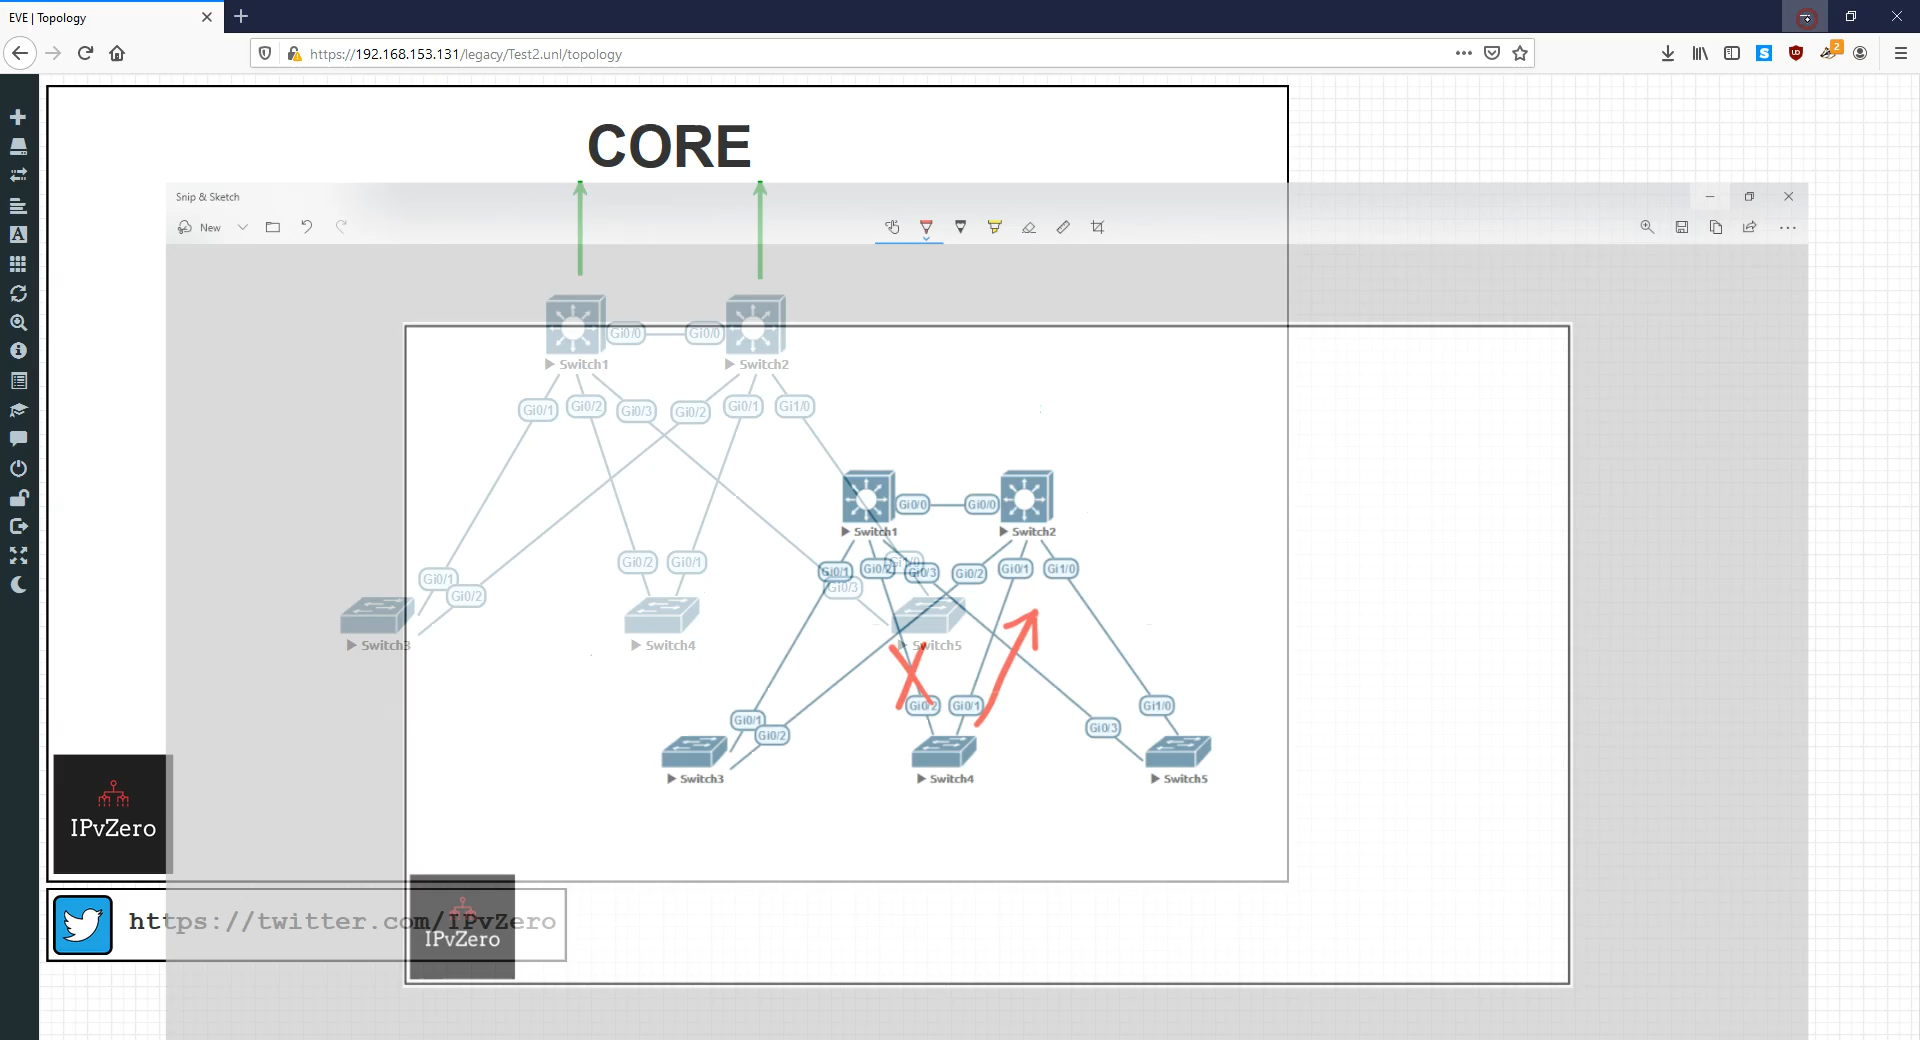 EVE | Topology
https://192.168.153.131/legacy/Test2.unl/topology
2
CORE
Snip & Sketch
New
Gi0/0 Gi0/0
Switch1 Switch2
Gi0/1 Gi0/2 Gi0/3 Gi0/2 Gi0/1 Gi1/0
Gi0/0 Gi0/0
Switch1 Switch2
Gi0/2 Gi0/1 Gi1/0
Gi0/1 Gi0/2 Gi0/3 Gi0/2 Gi0/1 Gi1/0
Gi0/1 Gi0/3
Gi0/2
Switch3 Switch4 Switch5
Gi0/2 Gi0/1 Gi1/0
Gi0/1 Gi0/3
Gi0/2
Switch3 Switch4 Switch5
IPvZero
https://twitter.com/IPvZero
IPvZero